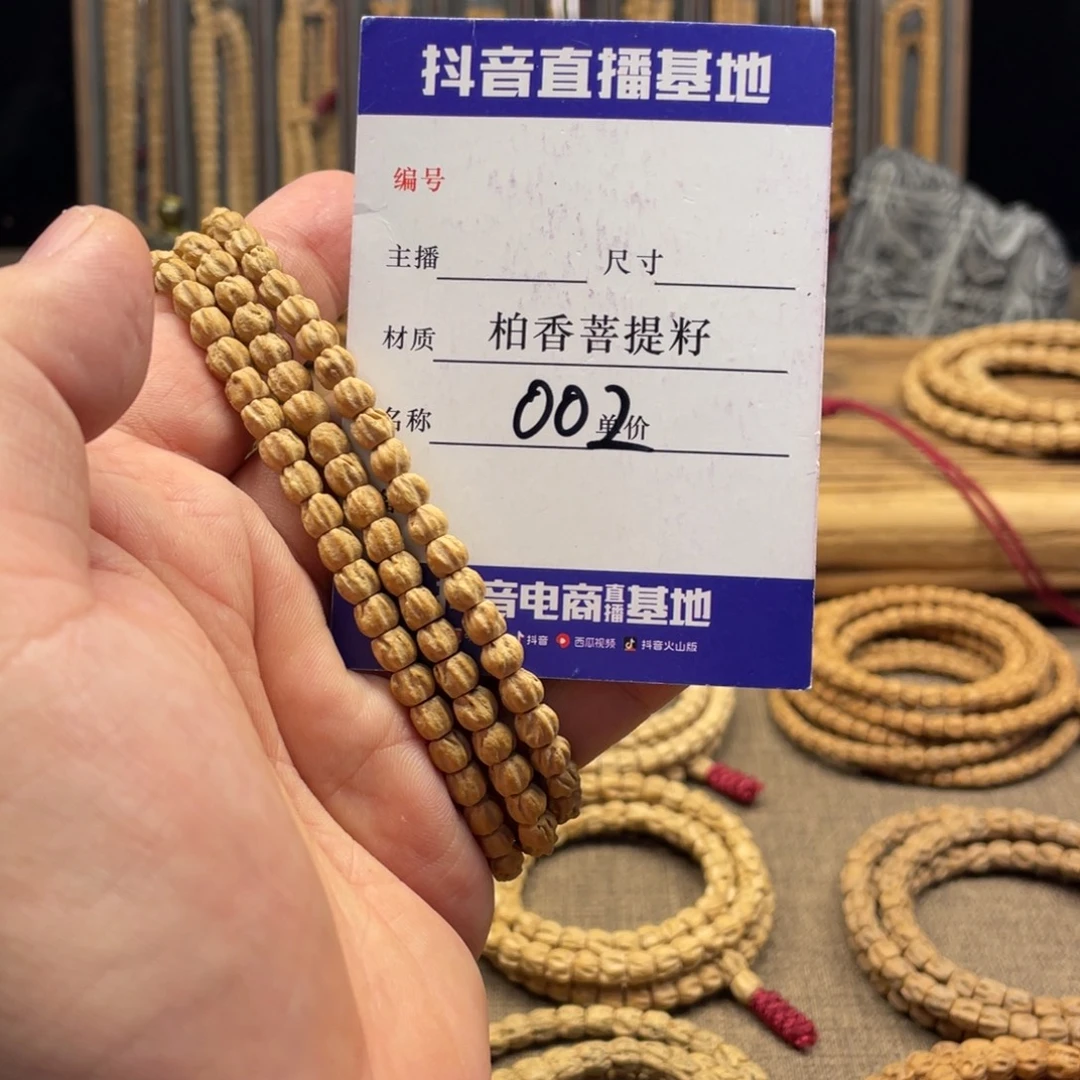 抖音直播基地
编号
主播 尺寸
材质 柏香菩提籽
名称 002 单价
音电商直播基地
抖音 西瓜视频 抖音火山版